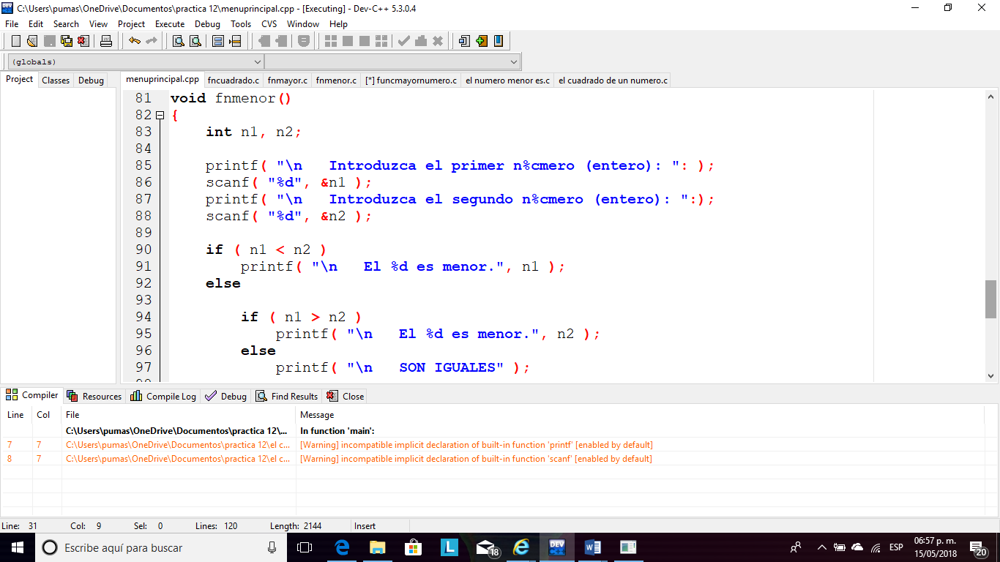 C:\Users\pumas\OneDrive\Documentos\practica 12\menuprincipal.cpp - [Executing] - Dev-C++ 5.3.0.4
File Edit Search View Project Execute Debug Tools CVS Window Help
(globals)
Project Classes Debug
menuprincipal.cpp fncuadrado.c fnmayor.c fnmenor.c [*] funcmayornumero.c el numero menor es.c el cuadrado de un numero.c
81 void fnmenor()
82 {
83 int n1, n2;
84
85 printf( "\n   Introduzca el primer n%cmero (entero): ": );
86 scanf( "%d", &n1 );
87 printf( "\n   Introduzca el segundo n%cmero (entero): ":);
88 scanf( "%d", &n2 );
89
90 if ( n1 < n2 )
91 printf( "\n   El %d es menor.", n1 );
92 else
93
94 if ( n1 > n2 )
95 printf( "\n   El %d es menor.", n2 );
96 else
97 printf( "\n   SON IGUALES" );
Compiler Resources Compile Log Debug Find Results Close
Line Col File Message
C:\Users\pumas\OneDrive\Documentos\practica 12\... In function 'main':
7 7 C:\Users\pumas\OneDrive\Documentos\practica 12\el c... [Warning] incompatible implicit declaration of built-in function 'printf' [enabled by default]
8 7 C:\Users\pumas\OneDrive\Documentos\practica 12\el c... [Warning] incompatible implicit declaration of built-in function 'scanf' [enabled by default]
Line: 31 Col: 9 Sel: 0 Lines: 120 Length: 2144 Insert
Escribe aquí para buscar
L 18 DEV W ESP 06:57 p. m.
15/05/2018 20